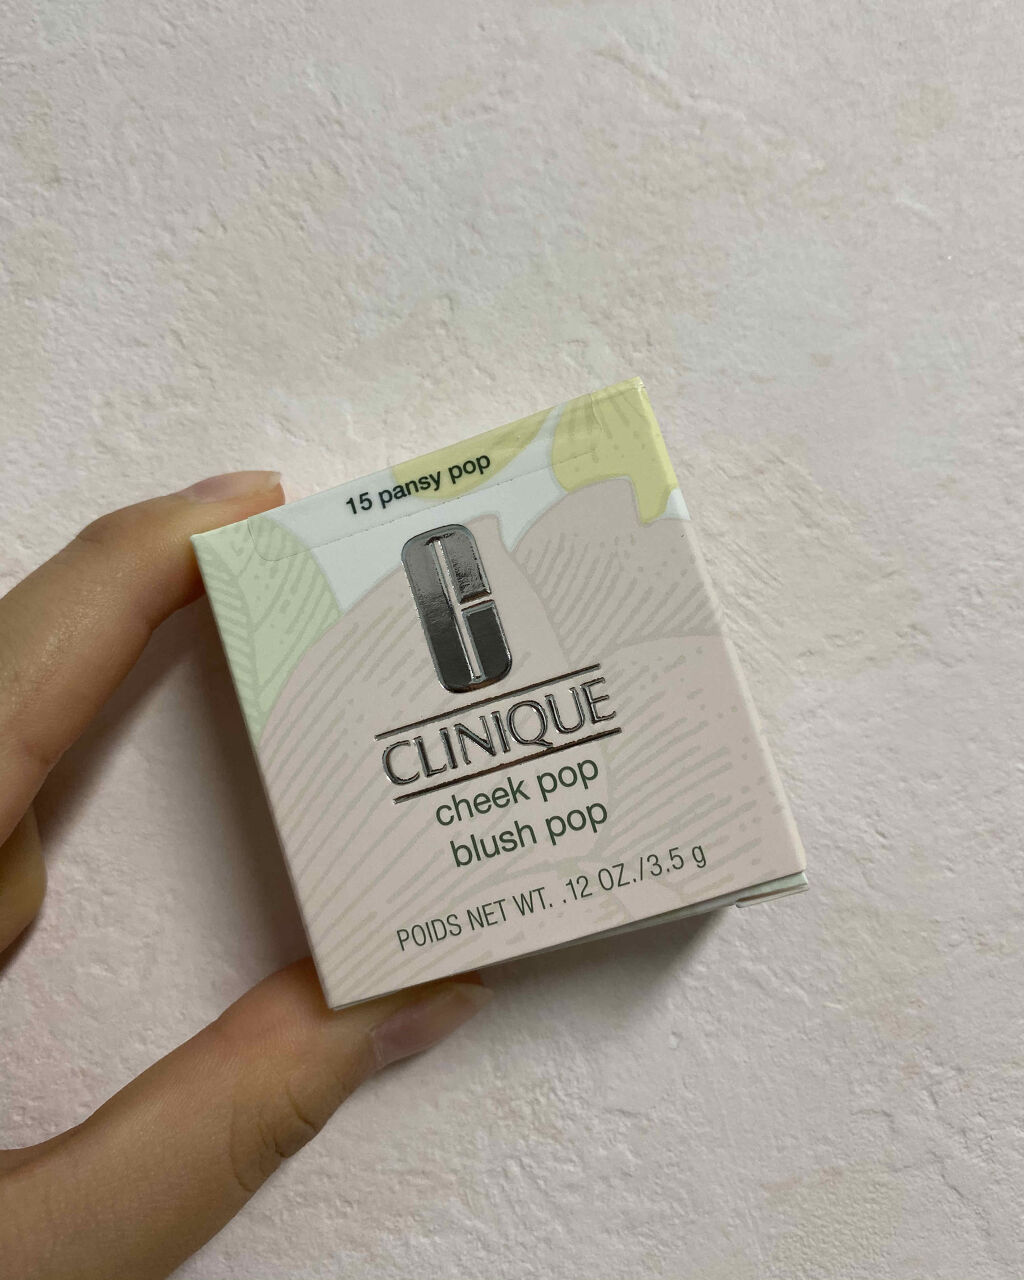 15 pansy pop
CLINIQUE
cheek pop
blush pop
POIDS NET WT. .12 OZ./3.5 g